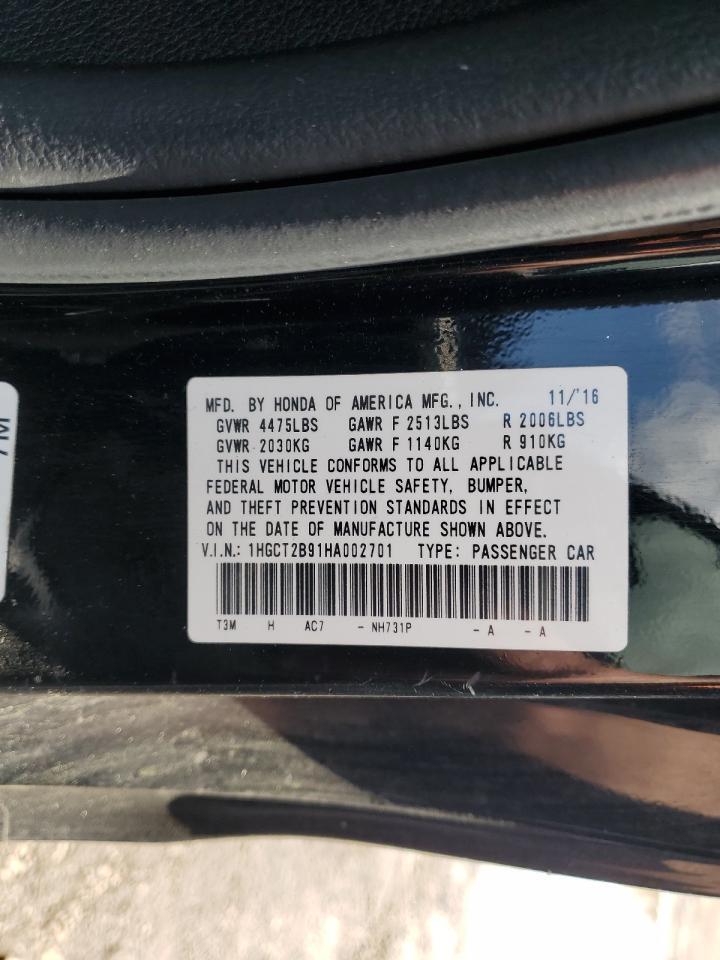 MFD. BY HONDA OF AMERICA MFG., INC. 11/'16
GVWR 4475LBS GAWR F 2513LBS R 2006LBS
GVWR 2030KG GAWR F 1140KG R 910KG
THIS VEHICLE CONFORMS TO ALL APPLICABLE
FEDERAL MOTOR VEHICLE SAFETY, BUMPER,
AND THEFT PREVENTION STANDARDS IN EFFECT
ON THE DATE OF MANUFACTURE SHOWN ABOVE.
V.I.N.: 1HGCT2B91HA002701 TYPE: PASSENGER CAR
T3M H AC7 - NH731P - A - A